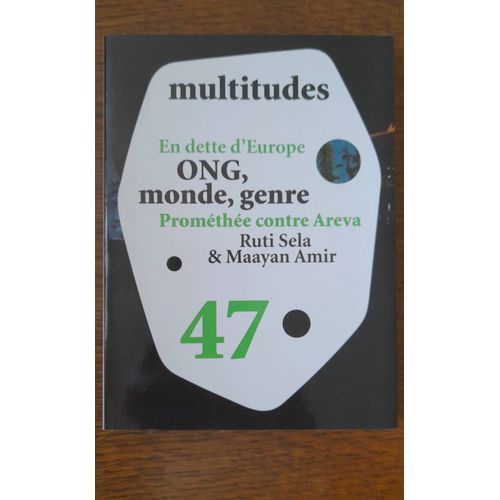 multitudes
En dette d'Europe
ONG,
monde, genre
Prométhée contre Areva
Ruti Sela
& Maayan Amir
47